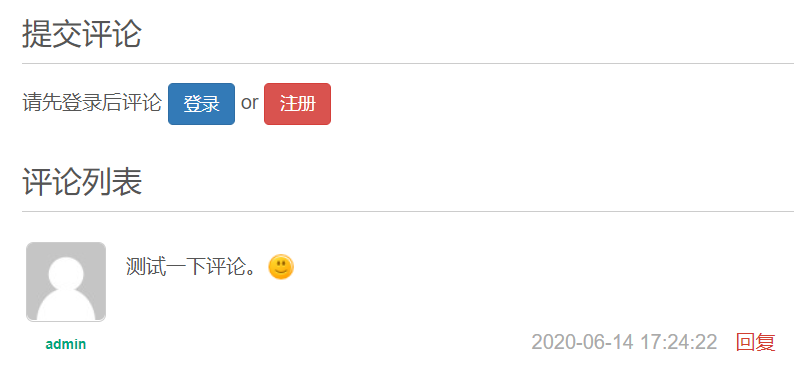 提交评论
请先登录后评论 登录 or 注册
评论列表
测试一下评论。
admin
2020-06-14 17:24:22 回复